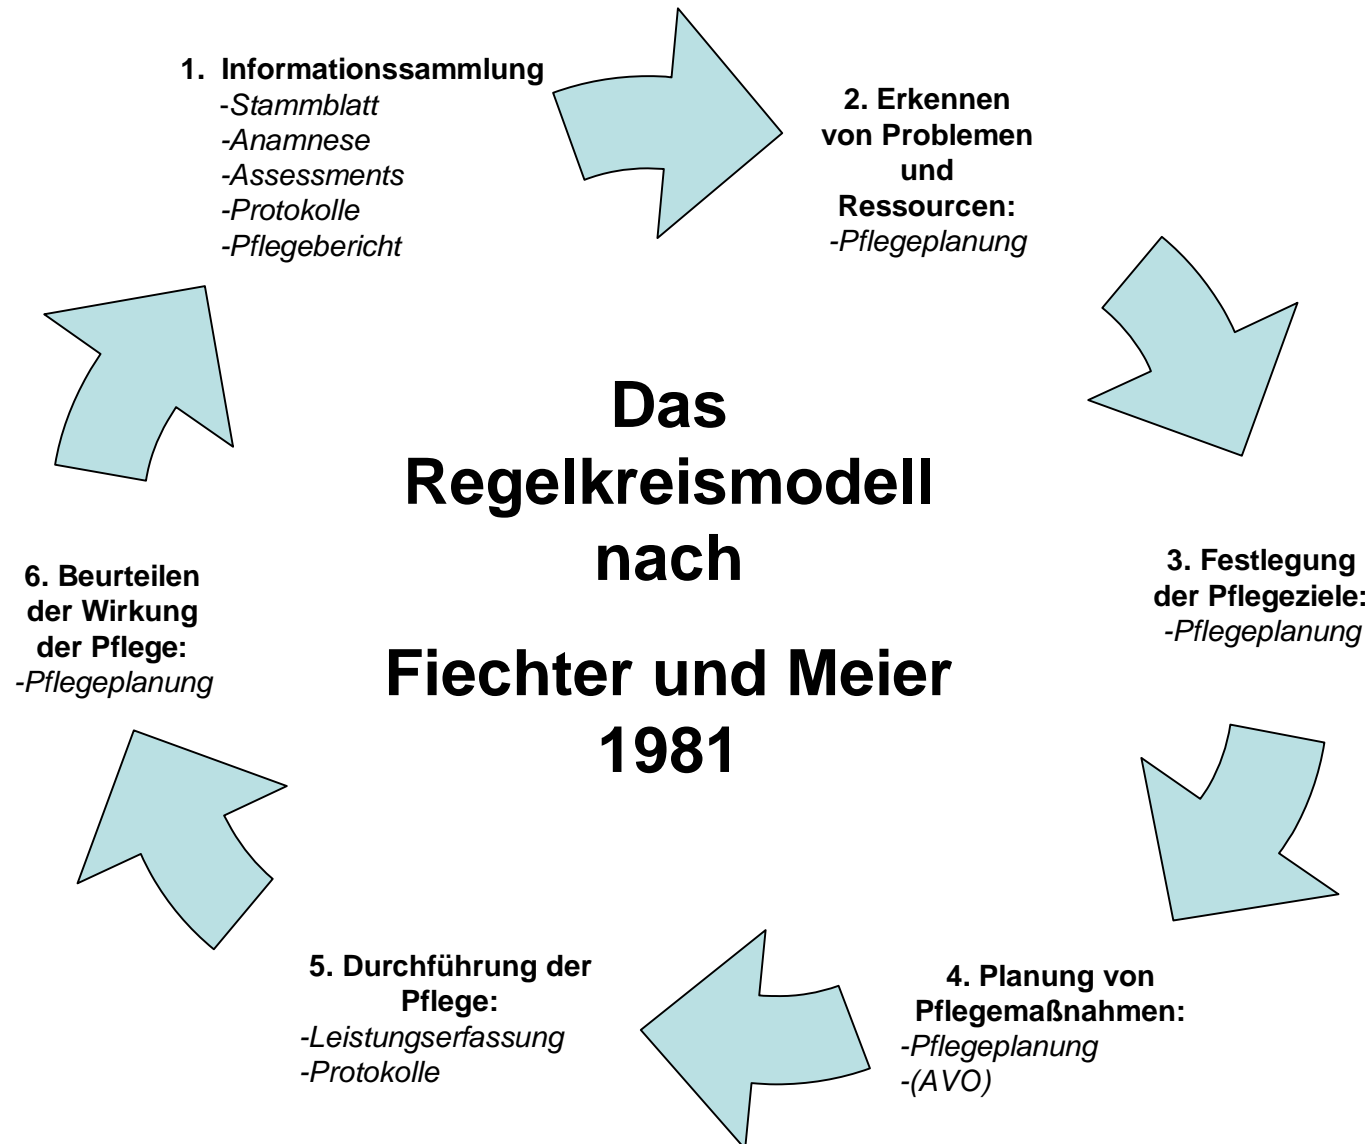 1. Informationssammlung
-Stammblatt
-Anamnese
-Assessments
-Protokolle
-Pflegebericht
2. Erkennen
von Problemen
und
Ressourcen:
-Pflegeplanung
3. Festlegung
der Pflegeziele:
-Pflegeplanung
4. Planung von
Pflegemaßnahmen:
-Pflegeplanung
-(AVO)
5. Durchführung der
Pflege:
-Leistungserfassung
-Protokolle
6. Beurteilen
der Wirkung
der Pflege:
-Pflegeplanung
Das
Regelkreismodell
nach
Fiechter und Meier
1981